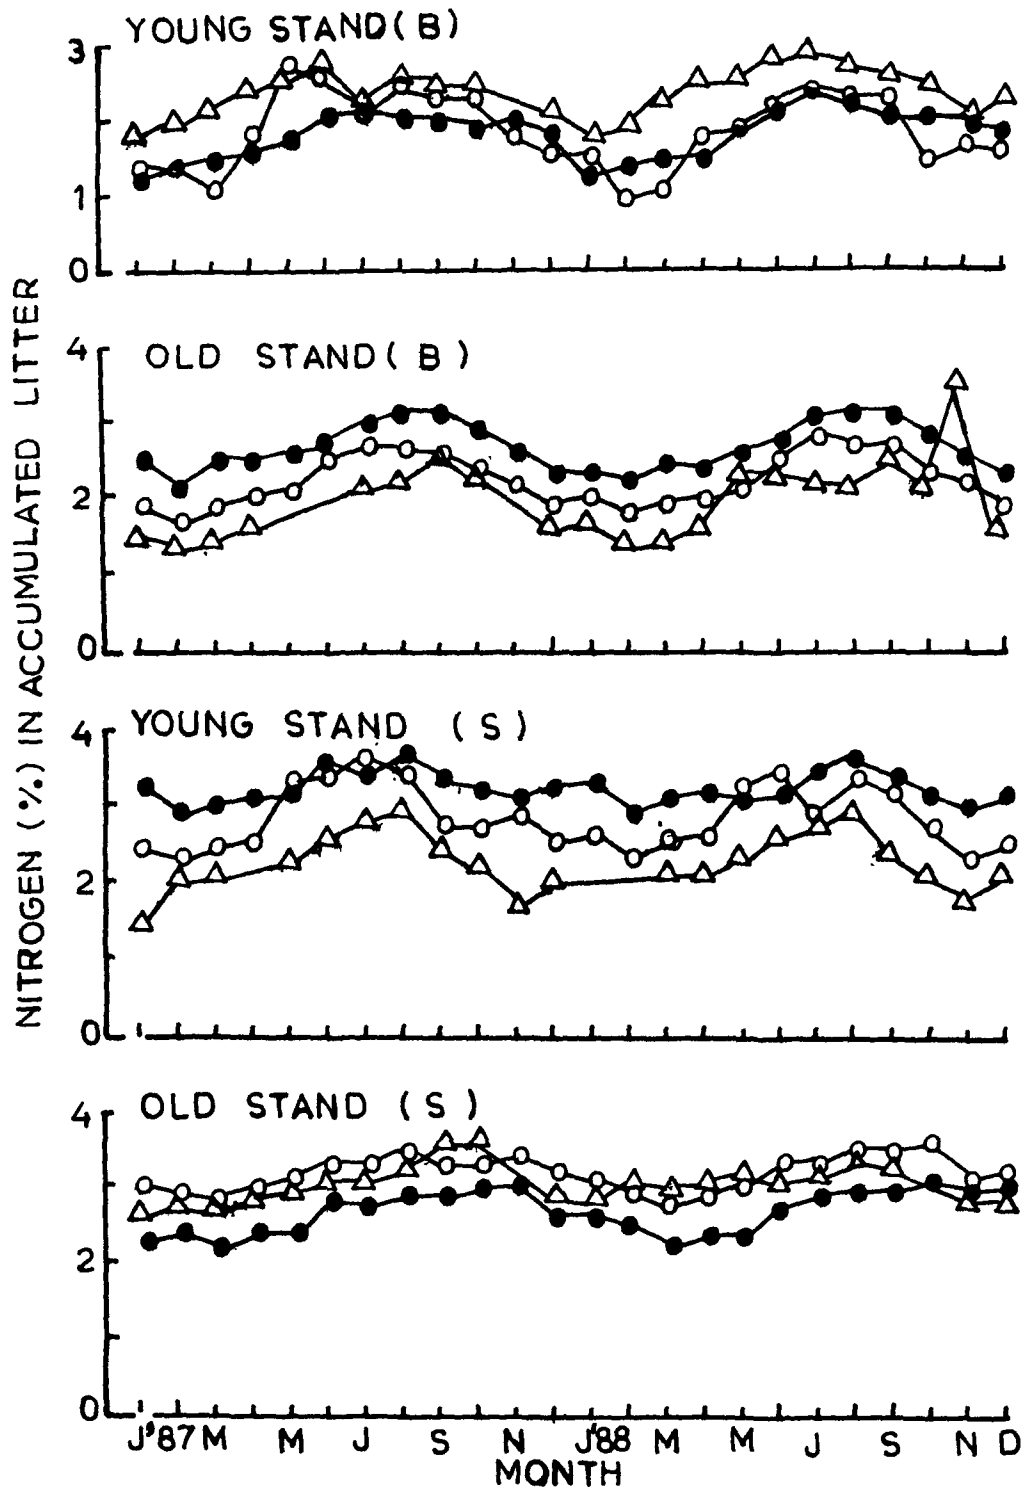 YOUNG STAND (B)
3
1
0
OLD STAND (B)
4
2
0
YOUNG STAND (S)
4
2
0
OLD STAND (S)
4
2
0
J'87 M M J S N J'88 M M J S N D
MONTH
NITROGEN (%) IN ACCUMULATED LITTER